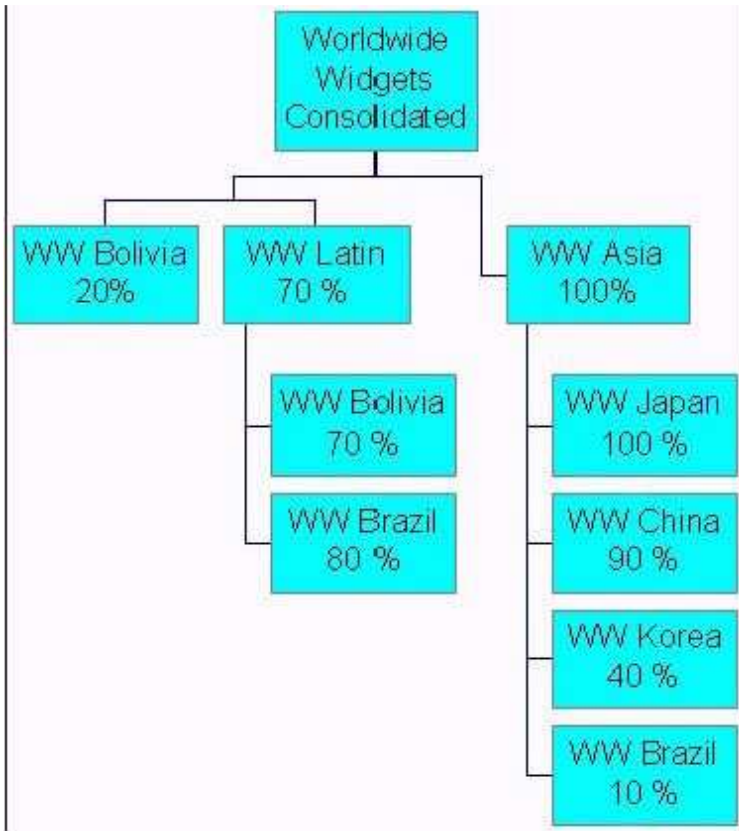 Worldwide
Widgets
Consolidated
WW Bolivia
20%
WW Latin
70 %
WW Asia
100%
WW Bolivia
70 %
WW Brazil
80 %
WW Japan
100 %
WW China
90 %
WW Korea
40 %
WW Brazil
10 %